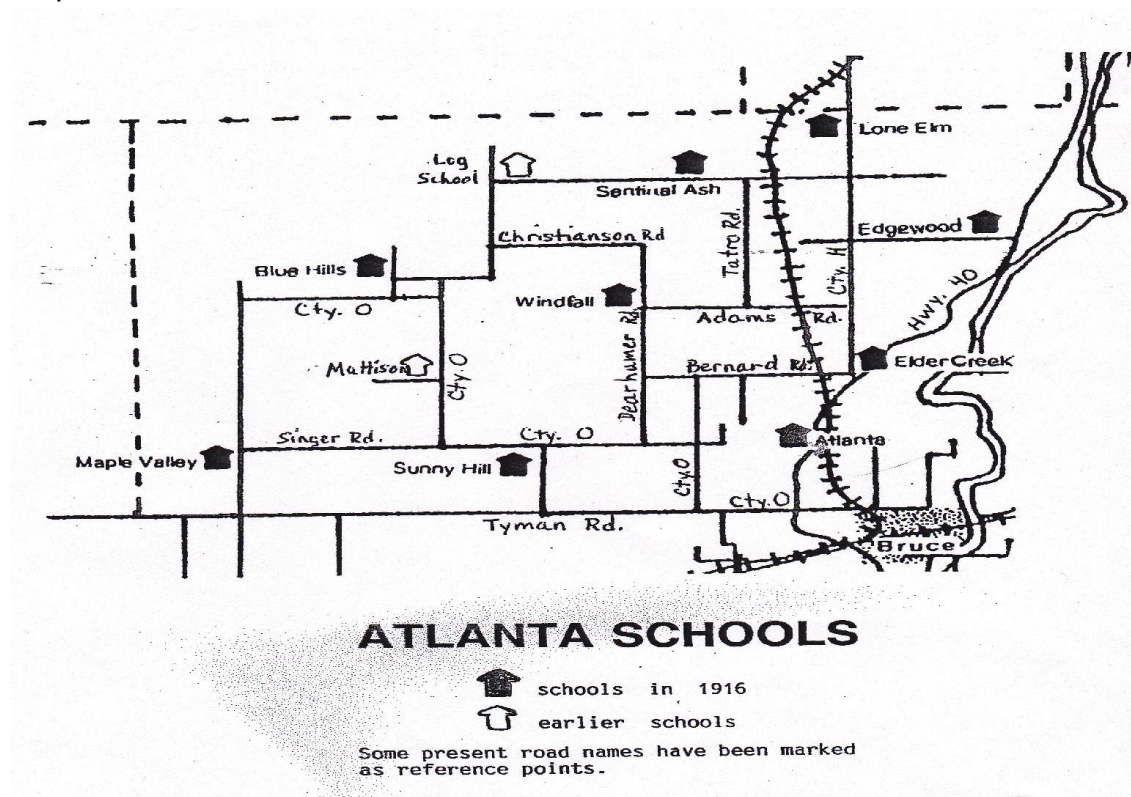 Lone Elm
Log
School
Sentinal Ash
Christianson Rd
Tatro Rd.
Edgewood
Cty. H
Blue Hills
Cty. O
Windfall
Adams Rd.
Hwy. 40
Dearhamer Rd.
Mattison
Cty. O
Bernard Rd.
Elder Creek
Singer Rd.
Cty. O
Atlanta
Maple Valley
Sunny Hill
Cty. O
Cty. O
Tyman Rd.
Bruce
ATLANTA SCHOOLS
schools in 1916
earlier schools
Some present road names have been marked
as reference points.